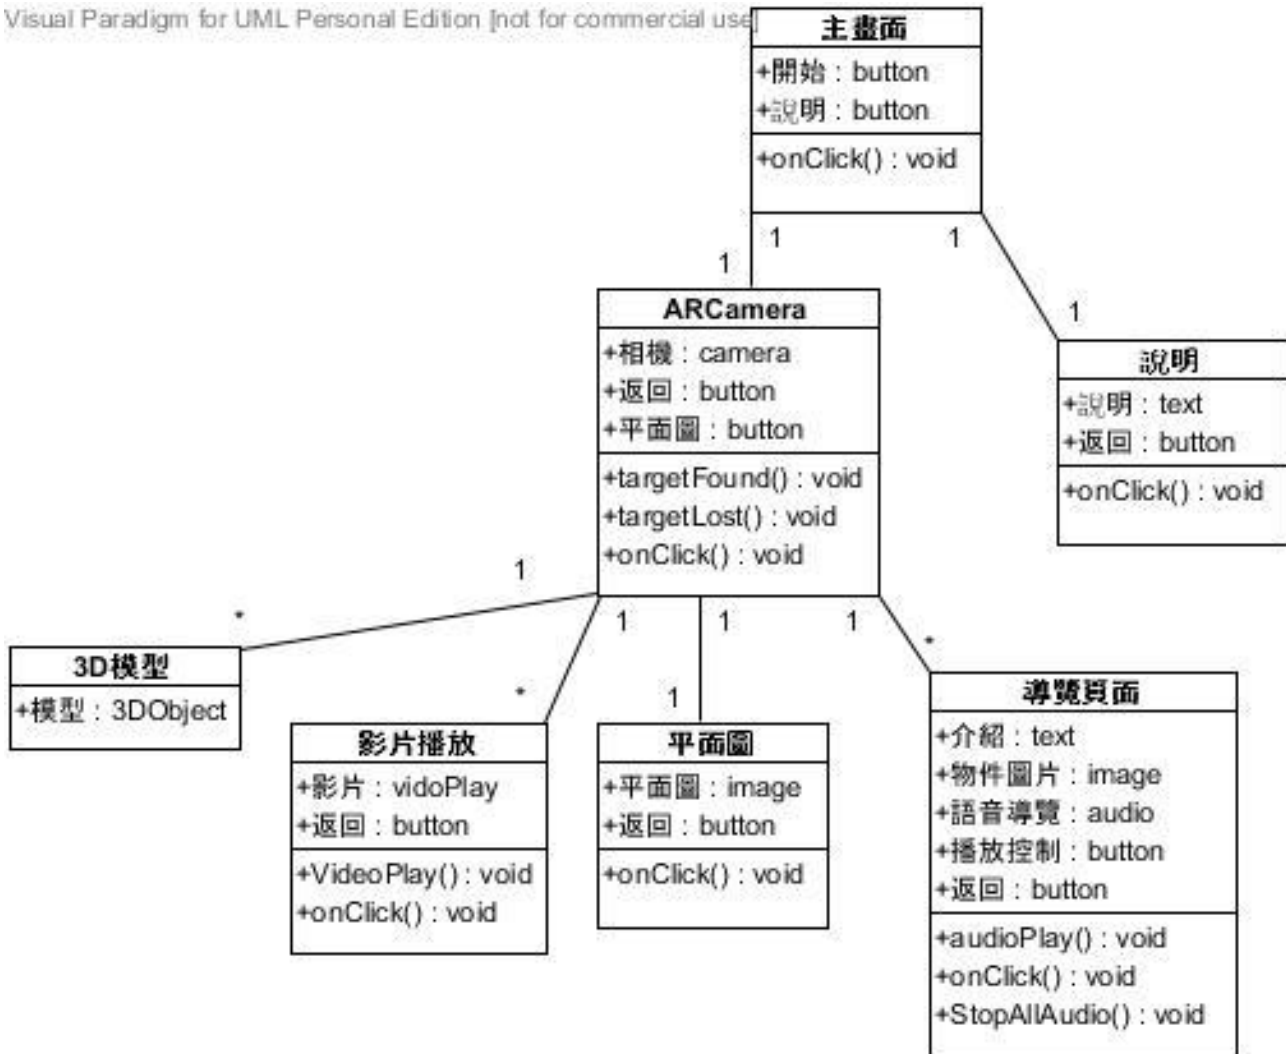 Visual Paradigm for UML Personal Edition [not for commercial use]
主畫面
+開始 : button
+說明 : button
+onClick() : void
1
1
1
1
ARCamera
+相機 : camera
+返回 : button
+平面圖 : button
+targetFound() : void
+targetLost() : void
+onClick() : void
說明
+說明 : text
+返回 : button
+onClick() : void
1
1
1
1
*
*
1
*
3D模型
+模型 : 3DObject
影片播放
+影片 : vidoPlay
+返回 : button
+VideoPlay() : void
+onClick() : void
平面圖
+平面圖 : image
+返回 : button
+onClick() : void
導覽頁面
+介紹 : text
+物件圖片 : image
+語音導覽 : audio
+播放控制 : button
+返回 : button
+audioPlay() : void
+onClick() : void
+StopAllAudio() : void